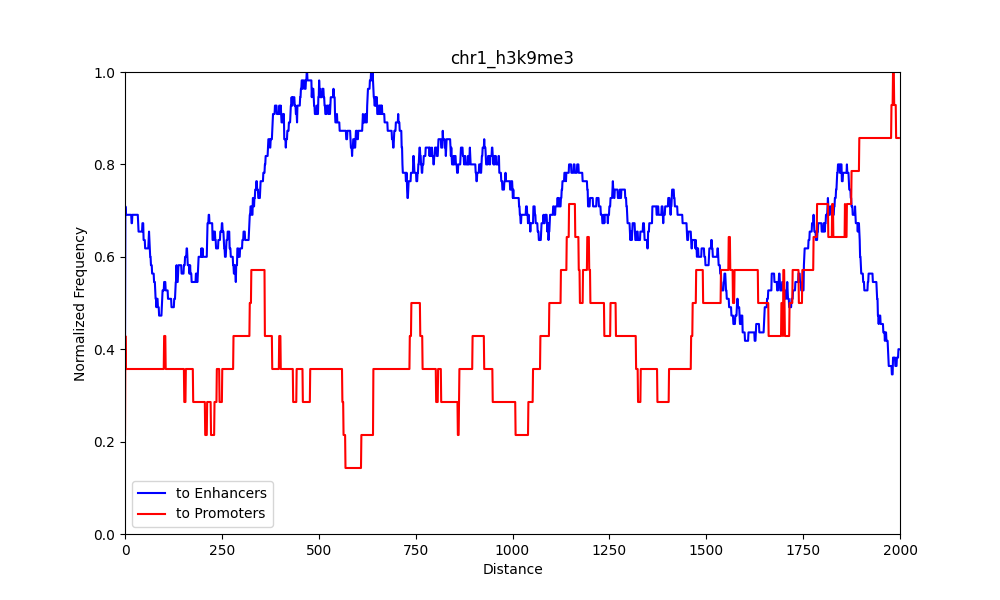 chr1_h3k9me3
Normalized Frequency
1.0
0.8
0.6
0.4
0.2
0.0
to Enhancers
to Promoters
0 250 500 750 1000 1250 1500 1750 2000
Distance